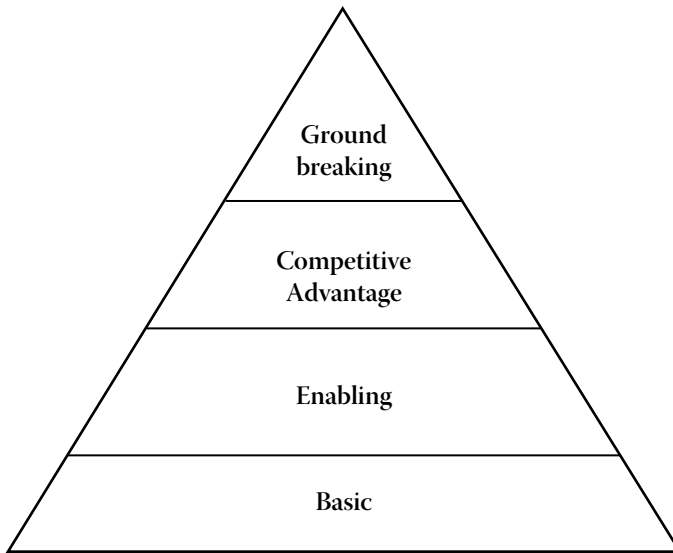 Ground
breaking
Competitive
Advantage
Enabling
Basic